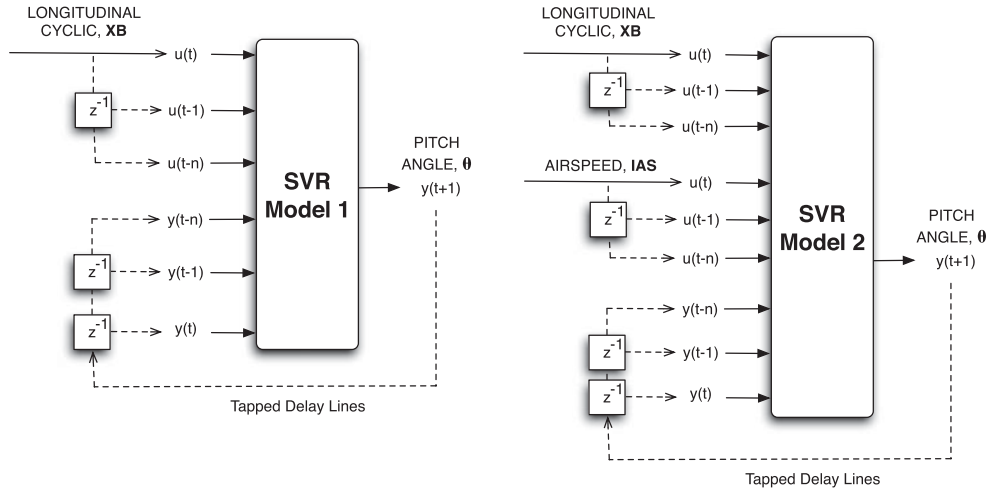 LONGITUDINAL
CYCLIC, XB
u(t)
z-1
u(t-1)
u(t-n)
SVR
Model 1
PITCH
ANGLE, θ
y(t+1)
y(t-n)
z-1
y(t-1)
z-1
y(t)
Tapped Delay Lines
LONGITUDINAL
CYCLIC, XB
u(t)
z-1
u(t-1)
u(t-n)
AIRSPEED, IAS
u(t)
z-1
u(t-1)
u(t-n)
SVR
Model 2
PITCH
ANGLE, θ
y(t+1)
y(t-n)
z-1
y(t-1)
z-1
y(t)
Tapped Delay Lines